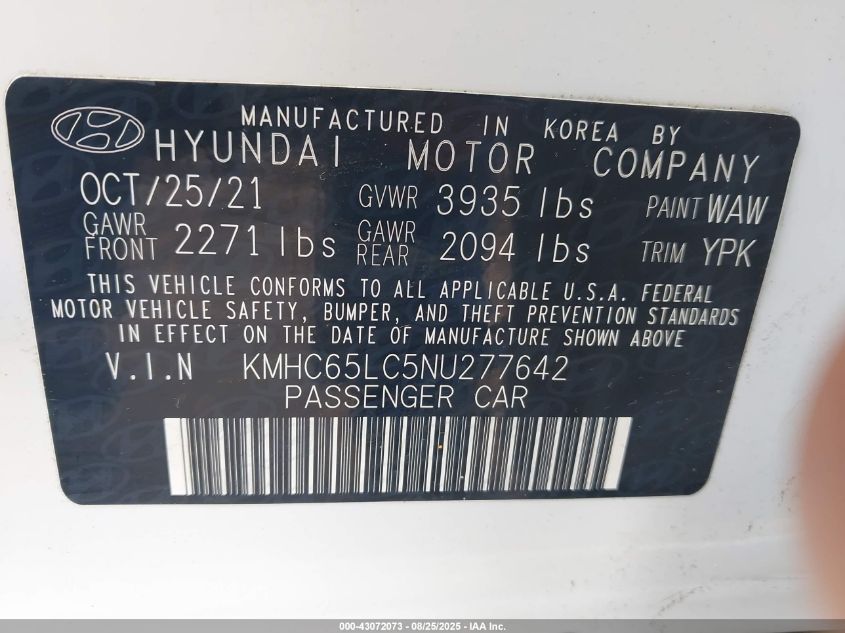 MANUFACTURED IN KOREA BY
HYUNDAI MOTOR COMPANY
OCT/25/21 GVWR 3935 lbs PAINT WAW
GAWR FRONT 2271 lbs GAWR REAR 2094 lbs TRIM YPK
THIS VEHICLE CONFORMS TO ALL APPLICABLE U.S.A. FEDERAL
MOTOR VEHICLE SAFETY, BUMPER, AND THEFT PREVENTION STANDARDS
IN EFFECT ON THE DATE OF MANUFACTURE SHOWN ABOVE
V.I.N KMHC65LC5NU277642
PASSENGER CAR
000-43072073 - 08/25/2025 - IAA Inc.